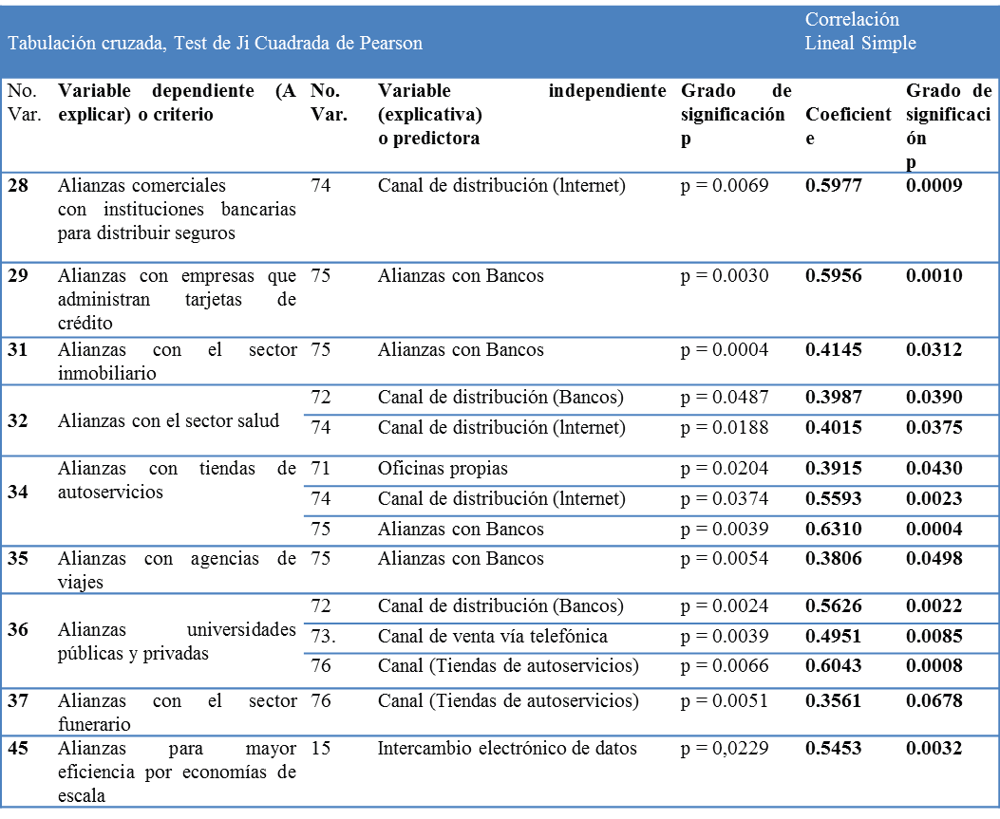 Tabulación cruzada, Test de Ji Cuadrada de Pearson
Correlación
Lineal Simple
No.
Var.
Variable dependiente (A
explicar) o criterio
No.
Var.
Variable independiente
(explicativa)
o predictora
Grado de
significación
p
Coeficient
e
Grado de
significaci
ón
p
28
Alianzas comerciales
con instituciones bancarias
para distribuir seguros
74
Canal de distribución (Internet)
p = 0.0069
0.5977
0.0009
29
Alianzas con empresas que
administran tarjetas de
crédito
75
Alianzas con Bancos
p = 0.0030
0.5956
0.0010
31
Alianzas con el sector
inmobiliario
75
Alianzas con Bancos
p = 0.0004
0.4145
0.0312
32
Alianzas con el sector salud
72
Canal de distribución (Bancos)
p = 0.0487
0.3987
0.0390
74
Canal de distribución (Internet)
p = 0.0188
0.4015
0.0375
34
Alianzas con tiendas de
autoservicios
71
Oficinas propias
p = 0.0204
0.3915
0.0430
74
Canal de distribución (Internet)
p = 0.0374
0.5593
0.0023
75
Alianzas con Bancos
p = 0.0039
0.6310
0.0004
35
Alianzas con agencias de
viajes
75
Alianzas con Bancos
p = 0.0054
0.3806
0.0498
36
Alianzas universidades
públicas y privadas
72
Canal de distribución (Bancos)
p = 0.0024
0.5626
0.0022
73.
Canal de venta vía telefónica
p = 0.0039
0.4951
0.0085
76
Canal (Tiendas de autoservicios)
p = 0.0066
0.6043
0.0008
37
Alianzas con el sector
funerario
76
Canal (Tiendas de autoservicios)
p = 0.0051
0.3561
0.0678
45
Alianzas para mayor
eficiencia por economías de
escala
15
Intercambio electrónico de datos
p = 0,0229
0.5453
0.0032